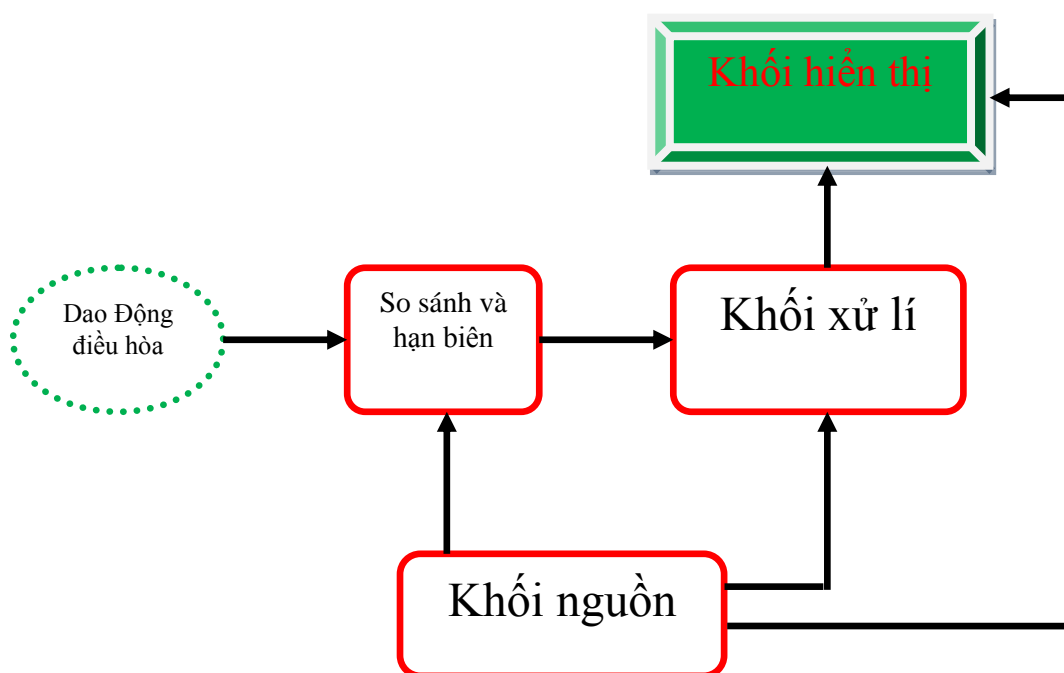 Khối hiển thị
Dao Động
điều hòa
So sánh và
hạn biên
Khối xử lí
Khối nguồn